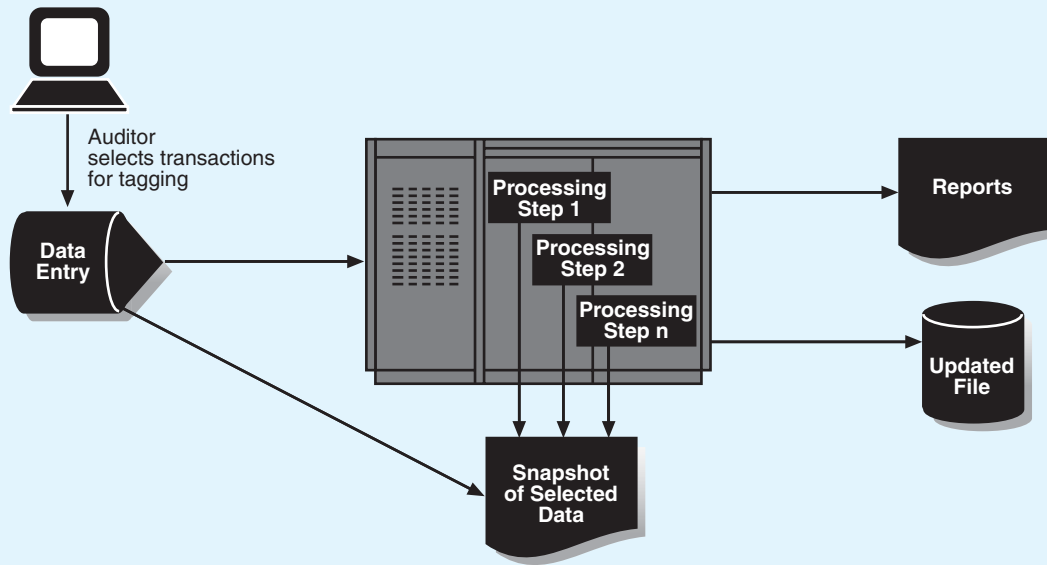 Auditor
selects transactions
for tagging
Data
Entry
Processing
Step 1
Processing
Step 2
Processing
Step n
Reports
Updated
File
Snapshot
of Selected
Data